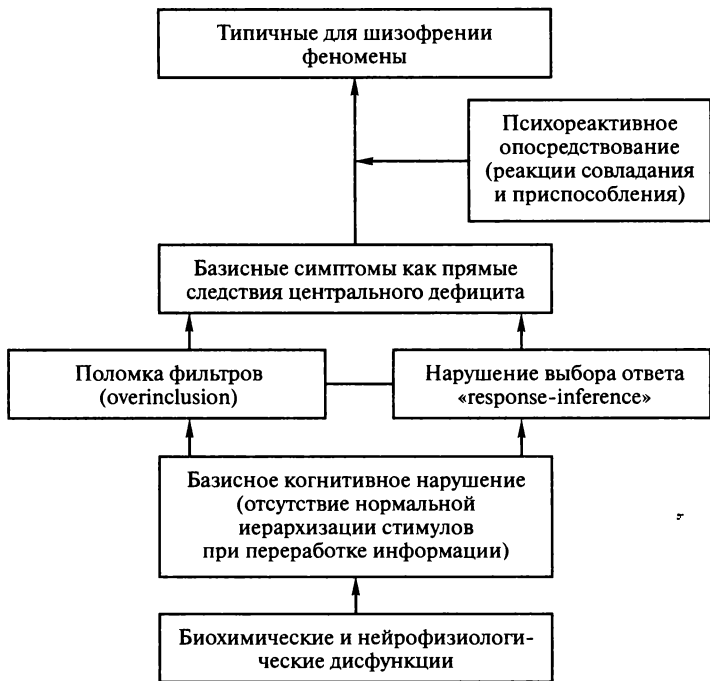 Типичные для шизофрении
феномены
Психореактивное
опосредствование
(реакции совладания
и приспособления)
Базисные симптомы как прямые
следствия центрального дефицита
Поломка фильтров
(overinclusion)
Нарушение выбора ответа
«response-inference»
Базисное когнитивное нарушение
(отсутствие нормальной
иерархизации стимулов
при переработке информации)
Биохимические и нейрофизиологи-
ческие дисфункции